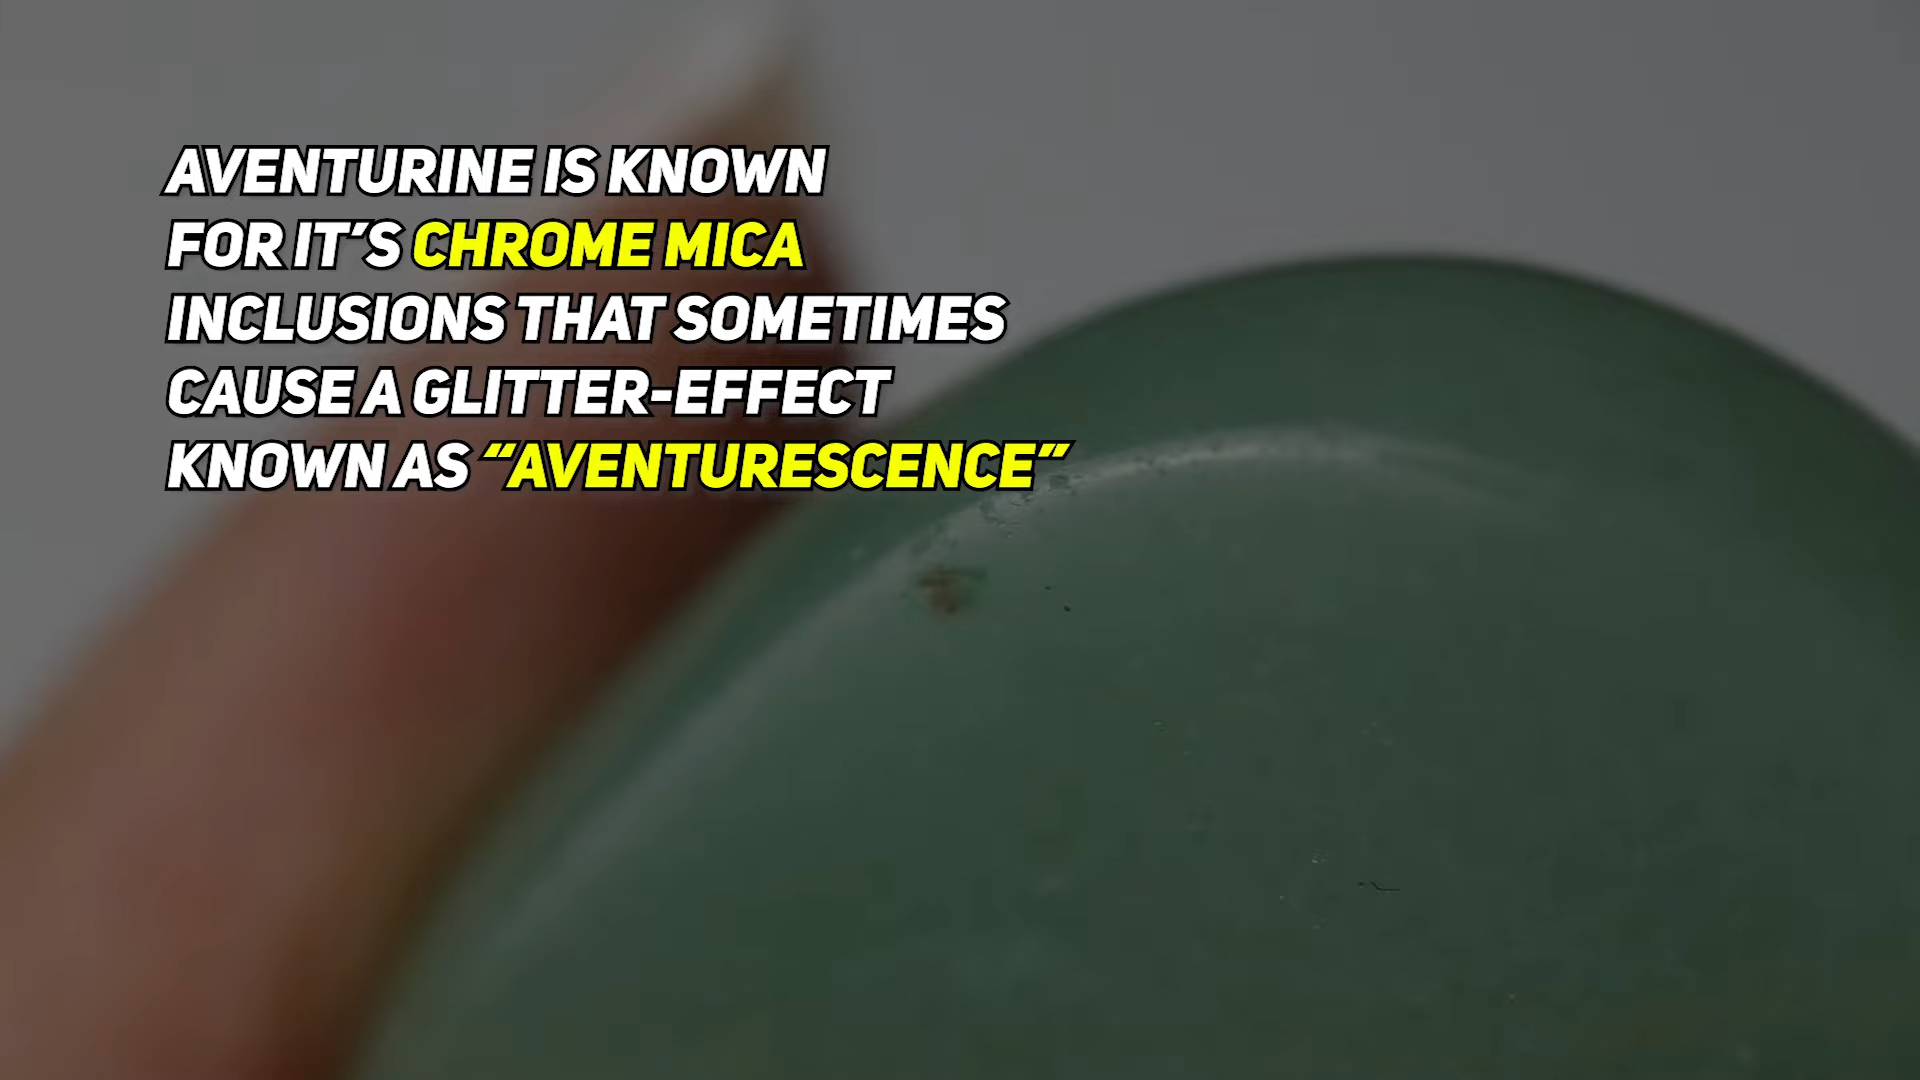 AVENTURINE IS KNOWN
FOR IT’S CHROME MICA
INCLUSIONS THAT SOMETIMES
CAUSE A GLITTER-EFFECT
KNOWN AS “AVENTURESCENCE”